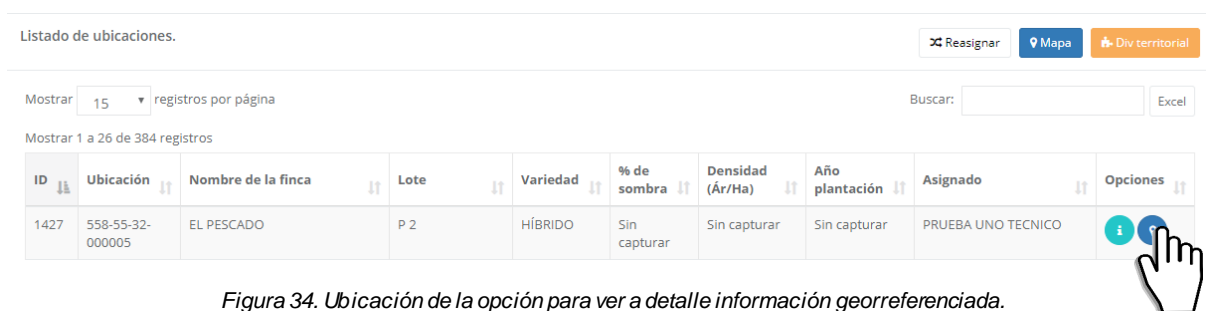 Listado de ubicaciones.
Reasignar Mapa Div territorial
Mostrar 15 registros por página Buscar: Excel
Mostrar 1 a 26 de 384 registros
ID Ubicación Nombre de la finca Lote Variedad % de sombra Densidad (Ár/Ha) Año plantación Asignado Opciones
1427 558-55-32-000005 EL PESCADO P 2 HÍBRIDO Sin capturar Sin capturar Sin capturar PRUEBA UNO TECNICO i
Figura 34. Ubicación de la opción para ver a detalle información georreferenciada.